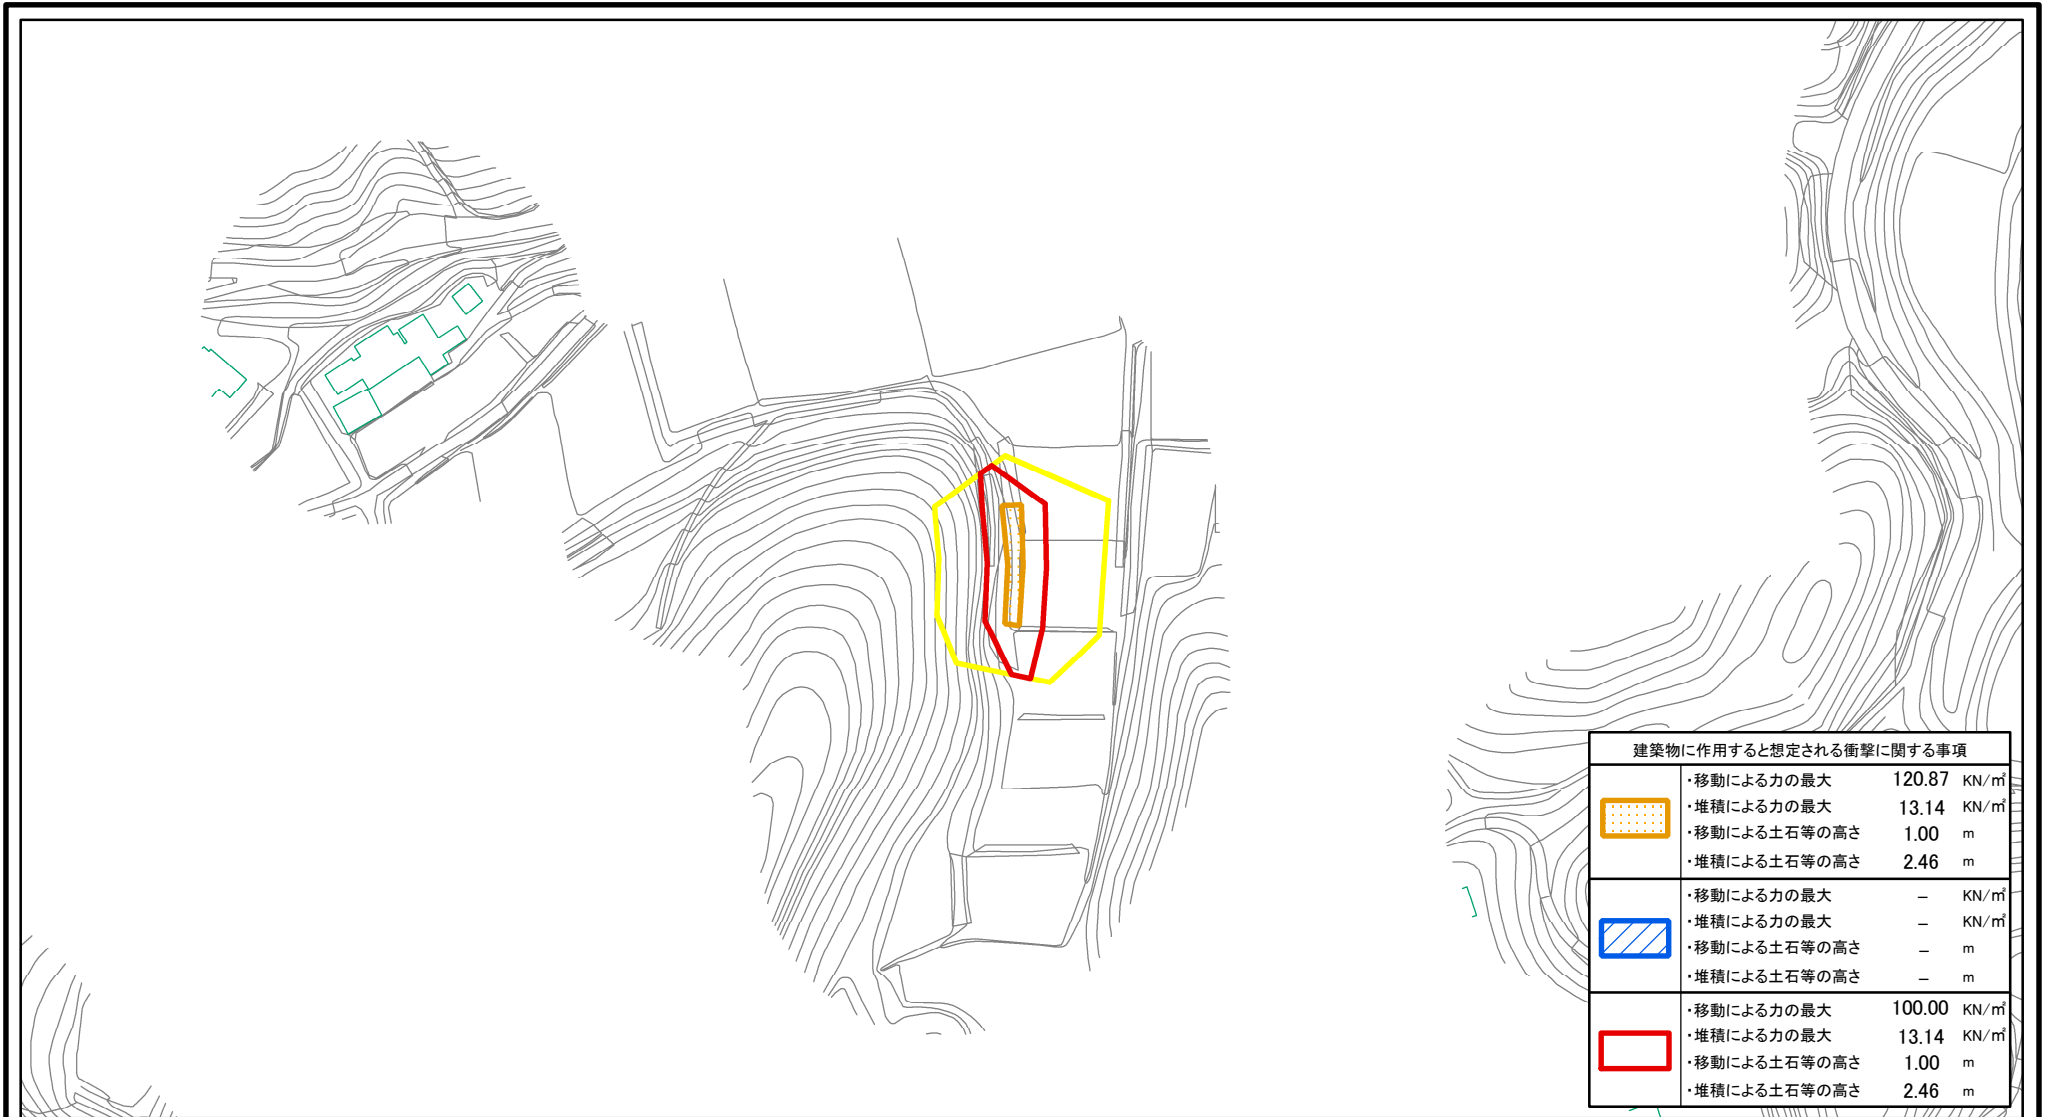 建築物に作用すると想定される衝撃に関する事項
・移動による力の最大 120.87 KN/㎡
・堆積による力の最大 13.14 KN/㎡
・移動による土石等の高さ 1.00 m
・堆積による土石等の高さ 2.46 m
・移動による力の最大 － KN/㎡
・堆積による力の最大 － KN/㎡
・移動による土石等の高さ － m
・堆積による土石等の高さ － m
・移動による力の最大 100.00 KN/㎡
・堆積による力の最大 13.14 KN/㎡
・移動による土石等の高さ 1.00 m
・堆積による土石等の高さ 2.46 m